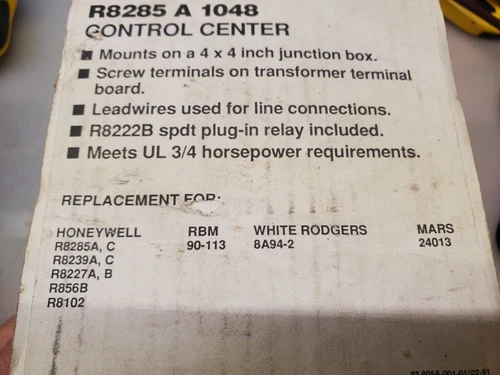 R8285 A 1048
CONTROL CENTER
■ Mounts on a 4 x 4 inch junction box.
■ Screw terminals on transformer terminal
board.
■ Leadwires used for line connections.
■ R8222B spdt plug-in relay included.
■ Meets UL 3/4 horsepower requirements.
REPLACEMENT FOR:
HONEYWELL RBM WHITE RODGERS MARS
R8285A, C 90-113 8A94-2 24013
R8239A, C
R8227A, B
R856B
R8102